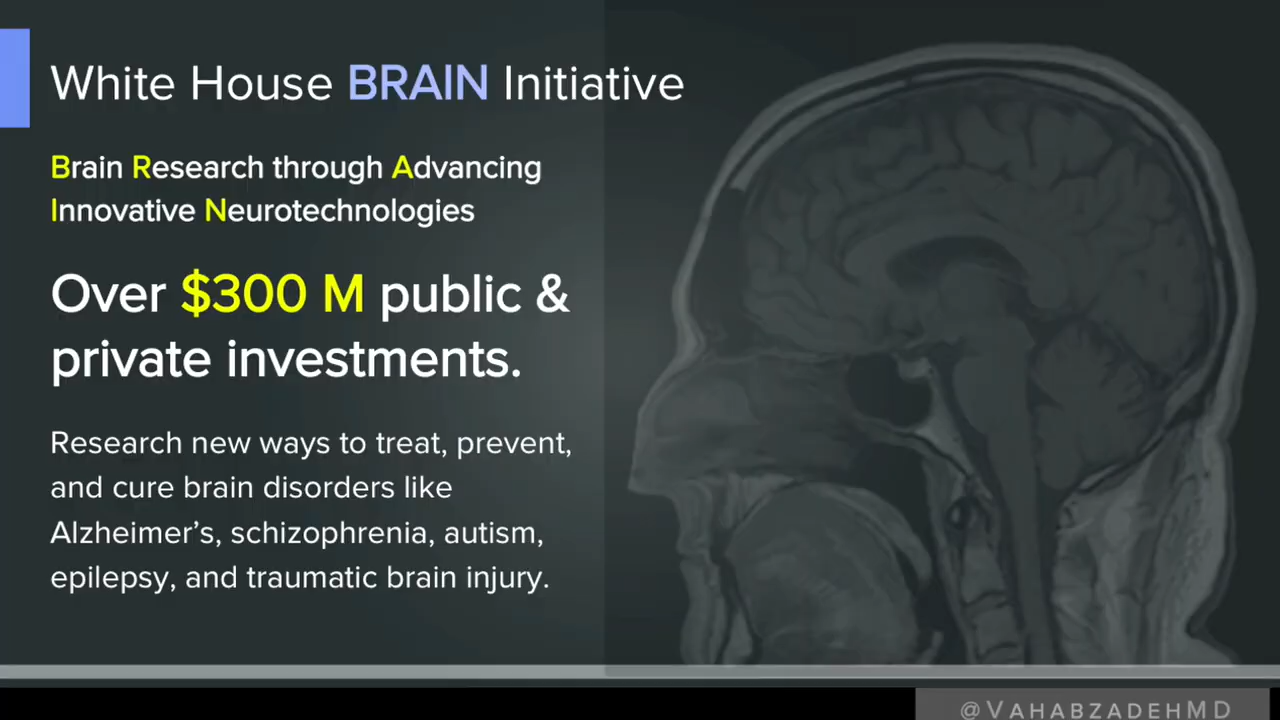 White House BRAIN Initiative
Brain Research through Advancing
Innovative Neurotechnologies
Over $300 M public &
private investments.
Research new ways to treat, prevent,
and cure brain disorders like
Alzheimer’s, schizophrenia, autism,
epilepsy, and traumatic brain injury.
@VAHABZADEHMD